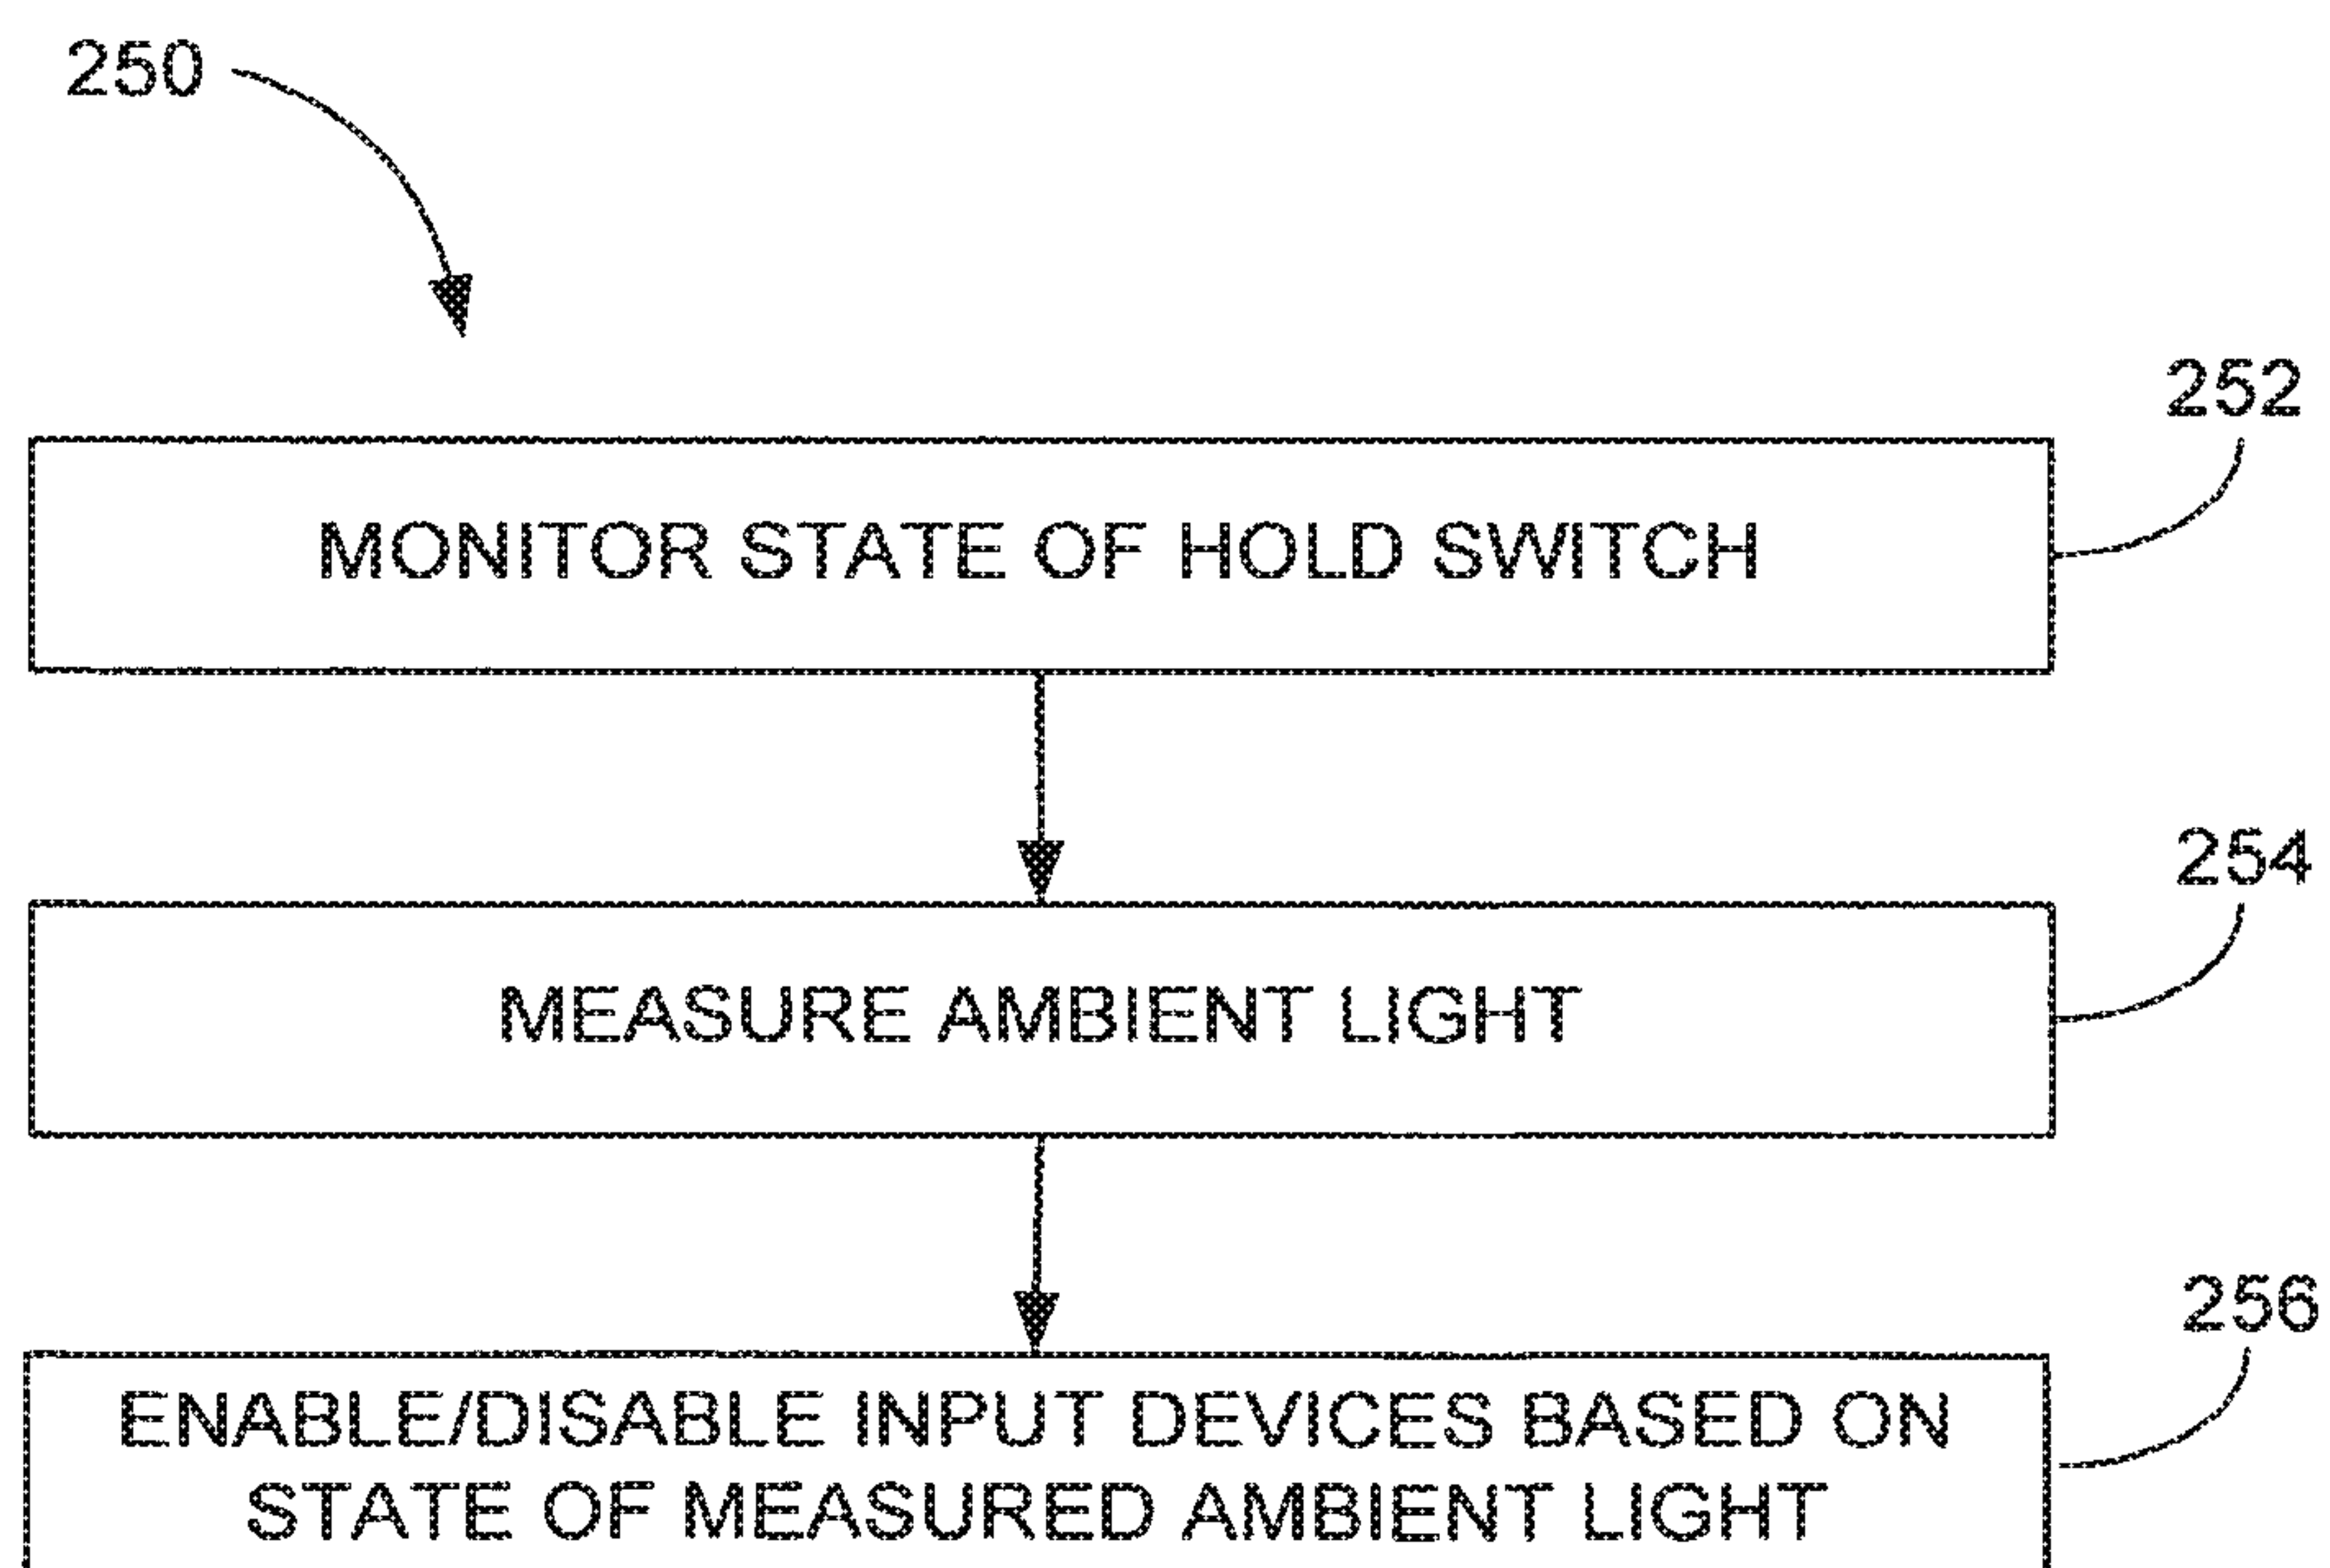 250
252
MONITOR STATE OF HOLD SWITCH
254
MEASURE AMBIENT LIGHT
256
ENABLE/DISABLE INPUT DEVICES BASED ON
STATE OF MEASURED AMBIENT LIGHT